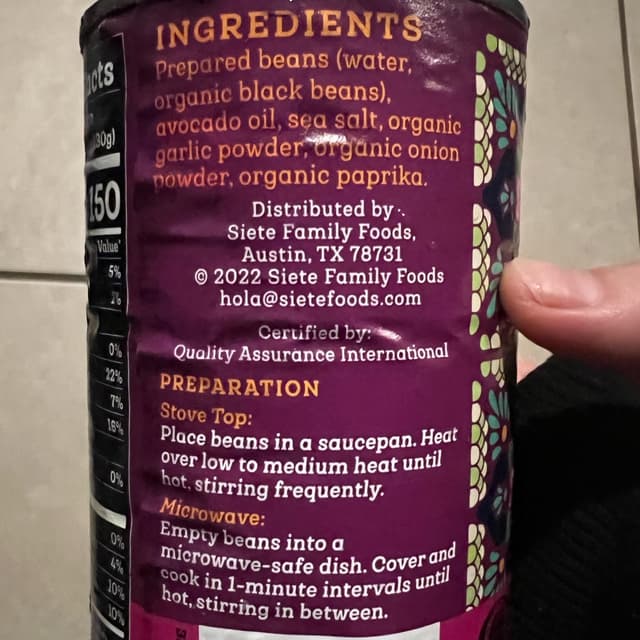 INGREDIENTS
Prepared beans (water,
organic black beans),
avocado oil, sea salt, organic
garlic powder, organic onion
powder, organic paprika.
Distributed by
Siete Family Foods,
Austin, TX 78731
© 2022 Siete Family Foods
hola@sietefoods.com
Certified by:
Quality Assurance International
PREPARATION
Stove Top:
Place beans in a saucepan. Heat
over low to medium heat until
hot, stirring frequently.
Microwave:
Empty beans into a
microwave-safe dish. Cover and
cook in 1-minute intervals until
hot, stirring in between.
acts
30g)
150
Value*
5%
0%
22%
7%
18%
0%
0%
4%
10%
10%